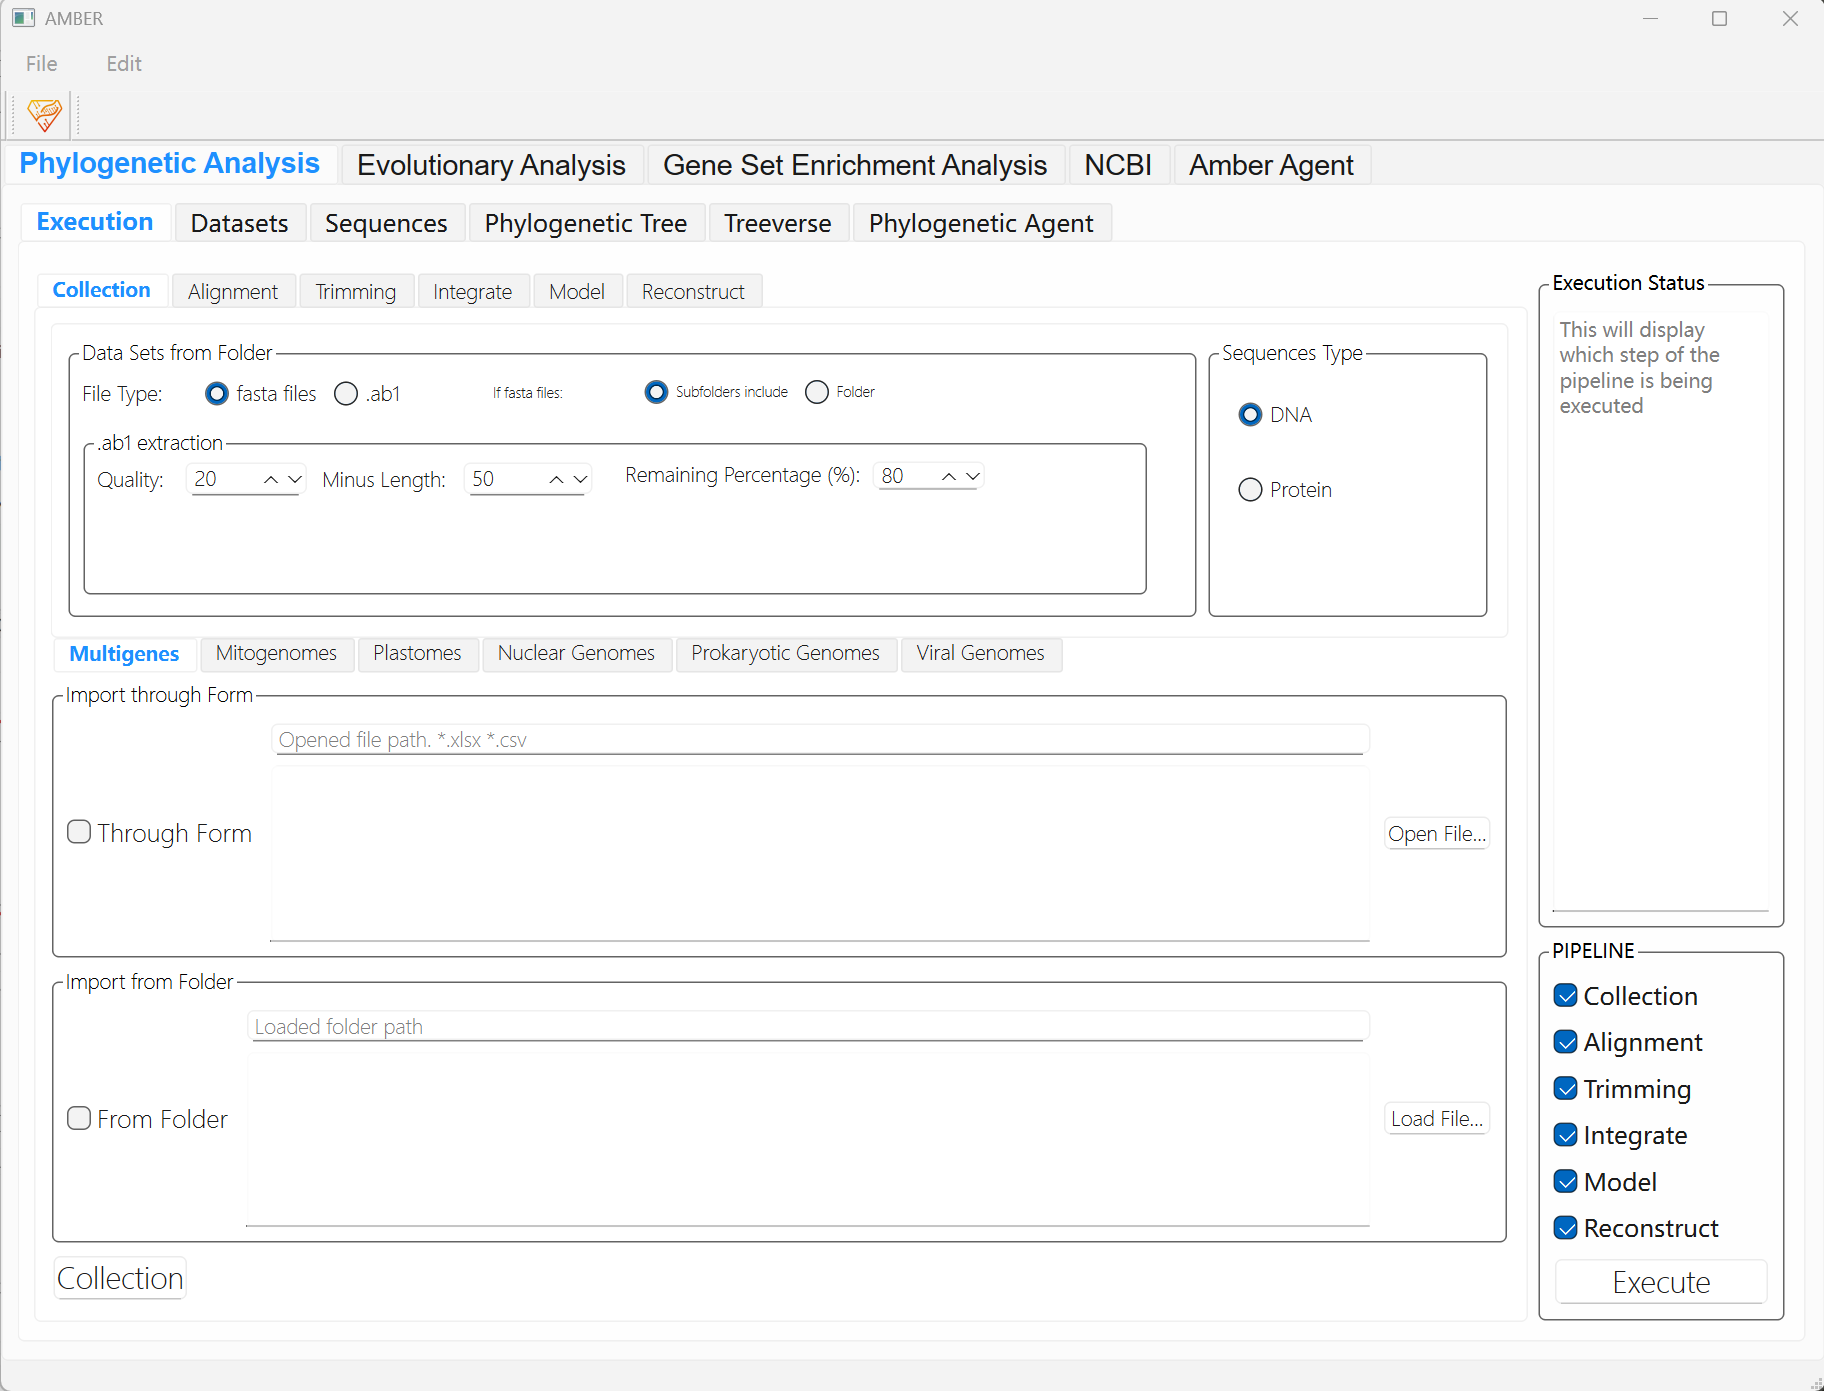 AMBER
File Edit
Phylogenetic Analysis Evolutionary Analysis Gene Set Enrichment Analysis NCBI Amber Agent
Execution Datasets Sequences Phylogenetic Tree Treeverse Phylogenetic Agent
Collection Alignment Trimming Integrate Model Reconstruct
Data Sets from Folder
File Type: fasta files .ab1 If fasta files: Subfolders include Folder
.ab1 extraction
Quality: 20 Minus Length: 50 Remaining Percentage (%): 80
Sequences Type
DNA
Protein
Multigenes Mitogenomes Plastomes Nuclear Genomes Prokaryotic Genomes Viral Genomes
Import through Form
Opened file path. *.xlsx *.csv
Through Form
Open File...
Import from Folder
Loaded folder path
From Folder
Load File...
Collection
Execution Status
This will display
which step of the
pipeline is being
executed
PIPELINE
Collection
Alignment
Trimming
Integrate
Model
Reconstruct
Execute